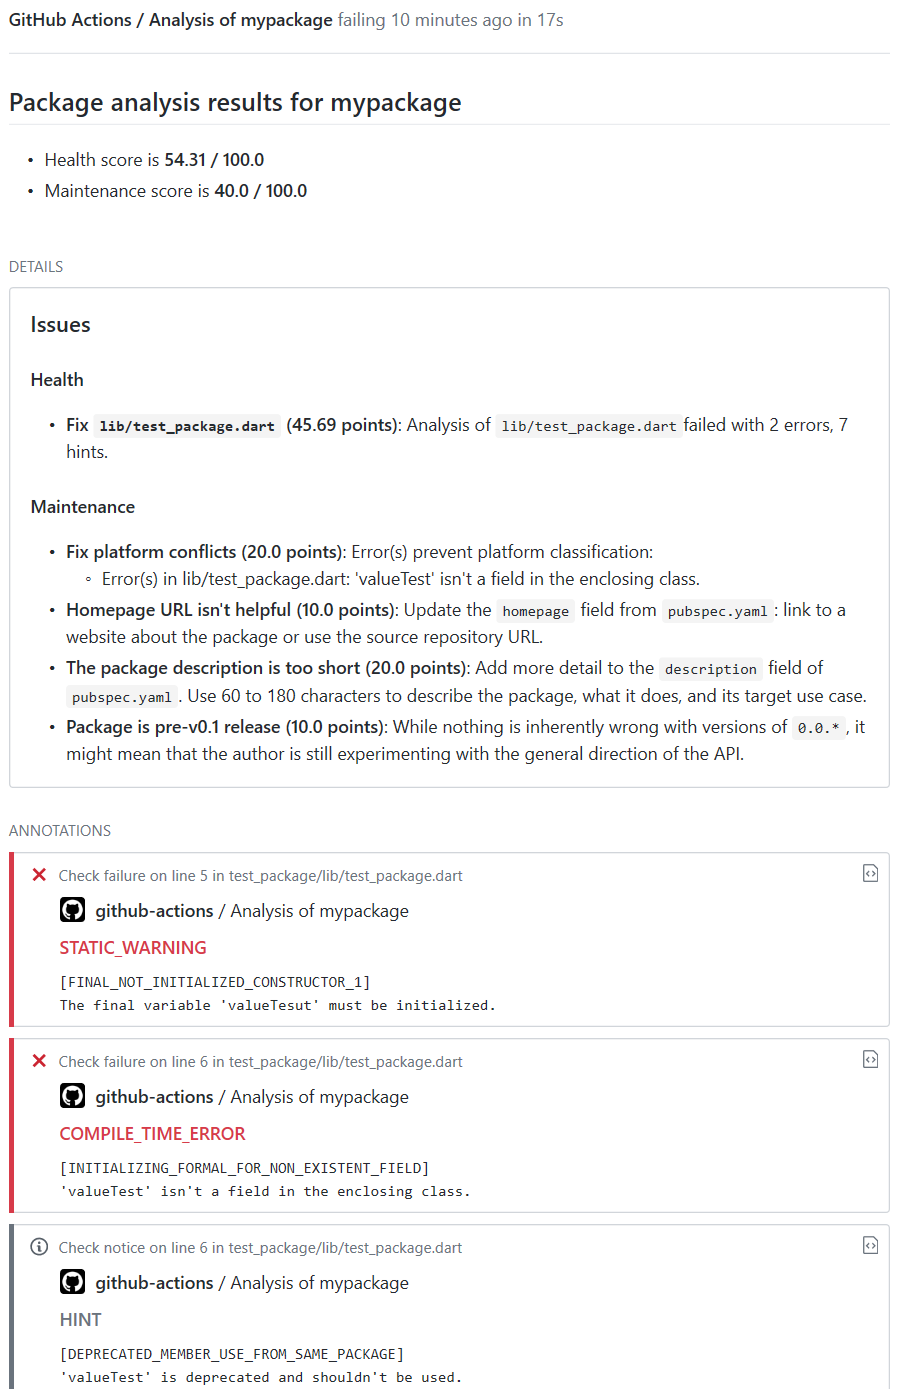 GitHub Actions / Analysis of mypackage failing 10 minutes ago in 17s
Package analysis results for mypackage
• Health score is 54.31 / 100.0
• Maintenance score is 40.0 / 100.0
DETAILS
Issues
Health
• Fix lib/test_package.dart (45.69 points): Analysis of lib/test_package.dart failed with 2 errors, 7
hints.
Maintenance
• Fix platform conflicts (20.0 points): Error(s) prevent platform classification:
◦ Error(s) in lib/test_package.dart: 'valueTest' isn't a field in the enclosing class.
• Homepage URL isn't helpful (10.0 points): Update the homepage field from pubspec.yaml: link to a
website about the package or use the source repository URL.
• The package description is too short (20.0 points): Add more detail to the description field of
pubspec.yaml. Use 60 to 180 characters to describe the package, what it does, and its target use case.
• Package is pre-v0.1 release (10.0 points): While nothing is inherently wrong with versions of 0.0.*, it
might mean that the author is still experimenting with the general direction of the API.
ANNOTATIONS
Check failure on line 5 in test_package/lib/test_package.dart
github-actions / Analysis of mypackage
STATIC_WARNING
[FINAL_NOT_INITIALIZED_CONSTRUCTOR_1]
The final variable 'valueTesut' must be initialized.
Check failure on line 6 in test_package/lib/test_package.dart
github-actions / Analysis of mypackage
COMPILE_TIME_ERROR
[INITIALIZING_FORMAL_FOR_NON_EXISTENT_FIELD]
'valueTest' isn't a field in the enclosing class.
Check notice on line 6 in test_package/lib/test_package.dart
github-actions / Analysis of mypackage
HINT
[DEPRECATED_MEMBER_USE_FROM_SAME_PACKAGE]
'valueTest' is deprecated and shouldn't be used.